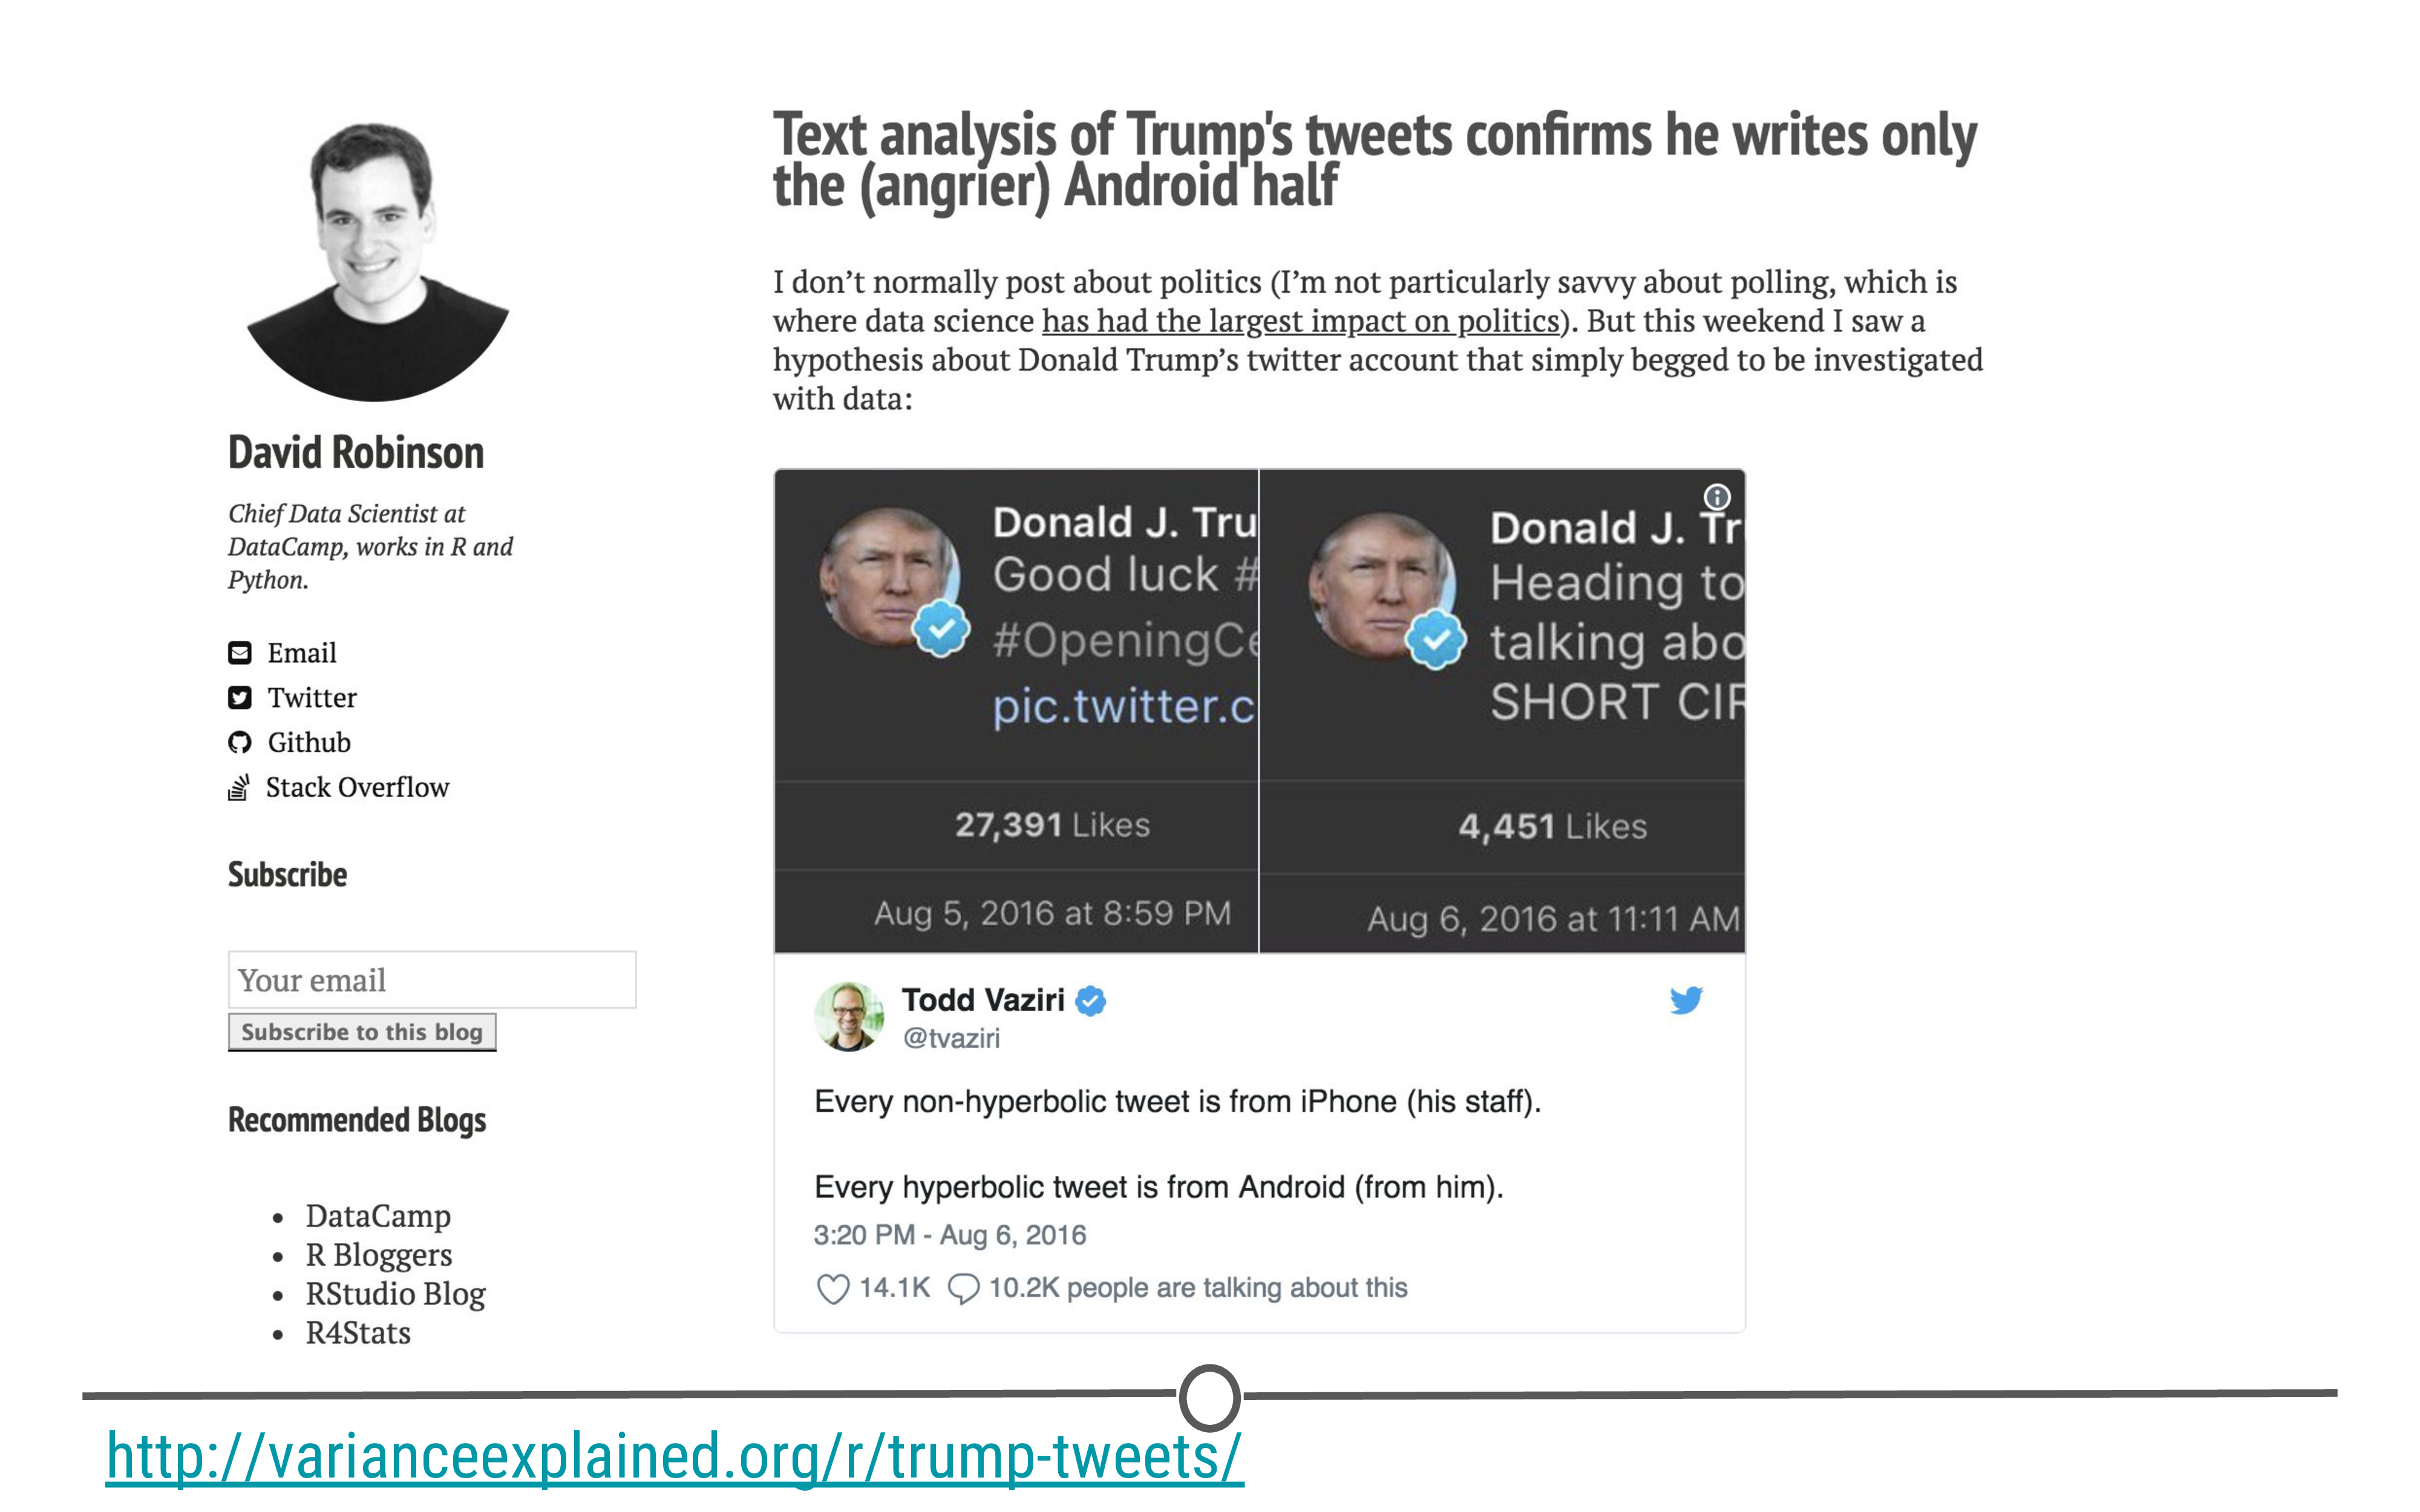 David Robinson
Chief Data Scientist at
DataCamp, works in R and
Python.
Email
Twitter
Github
Stack Overflow
Subscribe
Your email
Subscribe to this blog
Recommended Blogs
• DataCamp
• R Bloggers
• RStudio Blog
• R4Stats
Text analysis of Trump's tweets confirms he writes only
the (angrier) Android half
I don’t normally post about politics (I’m not particularly savvy about polling, which is
where data science has had the largest impact on politics). But this weekend I saw a
hypothesis about Donald Trump’s twitter account that simply begged to be investigated
with data:
Donald J. Tru
Good luck #
#OpeningCe
pic.twitter.c
27,391 Likes
Aug 5, 2016 at 8:59 PM
Donald J. Tr
Heading to
talking abo
SHORT CIR
4,451 Likes
Aug 6, 2016 at 11:11 AM
Todd Vaziri
@tvaziri
Every non-hyperbolic tweet is from iPhone (his staff).
Every hyperbolic tweet is from Android (from him).
3:20 PM - Aug 6, 2016
14.1K 10.2K people are talking about this
http://varianceexplained.org/r/trump-tweets/